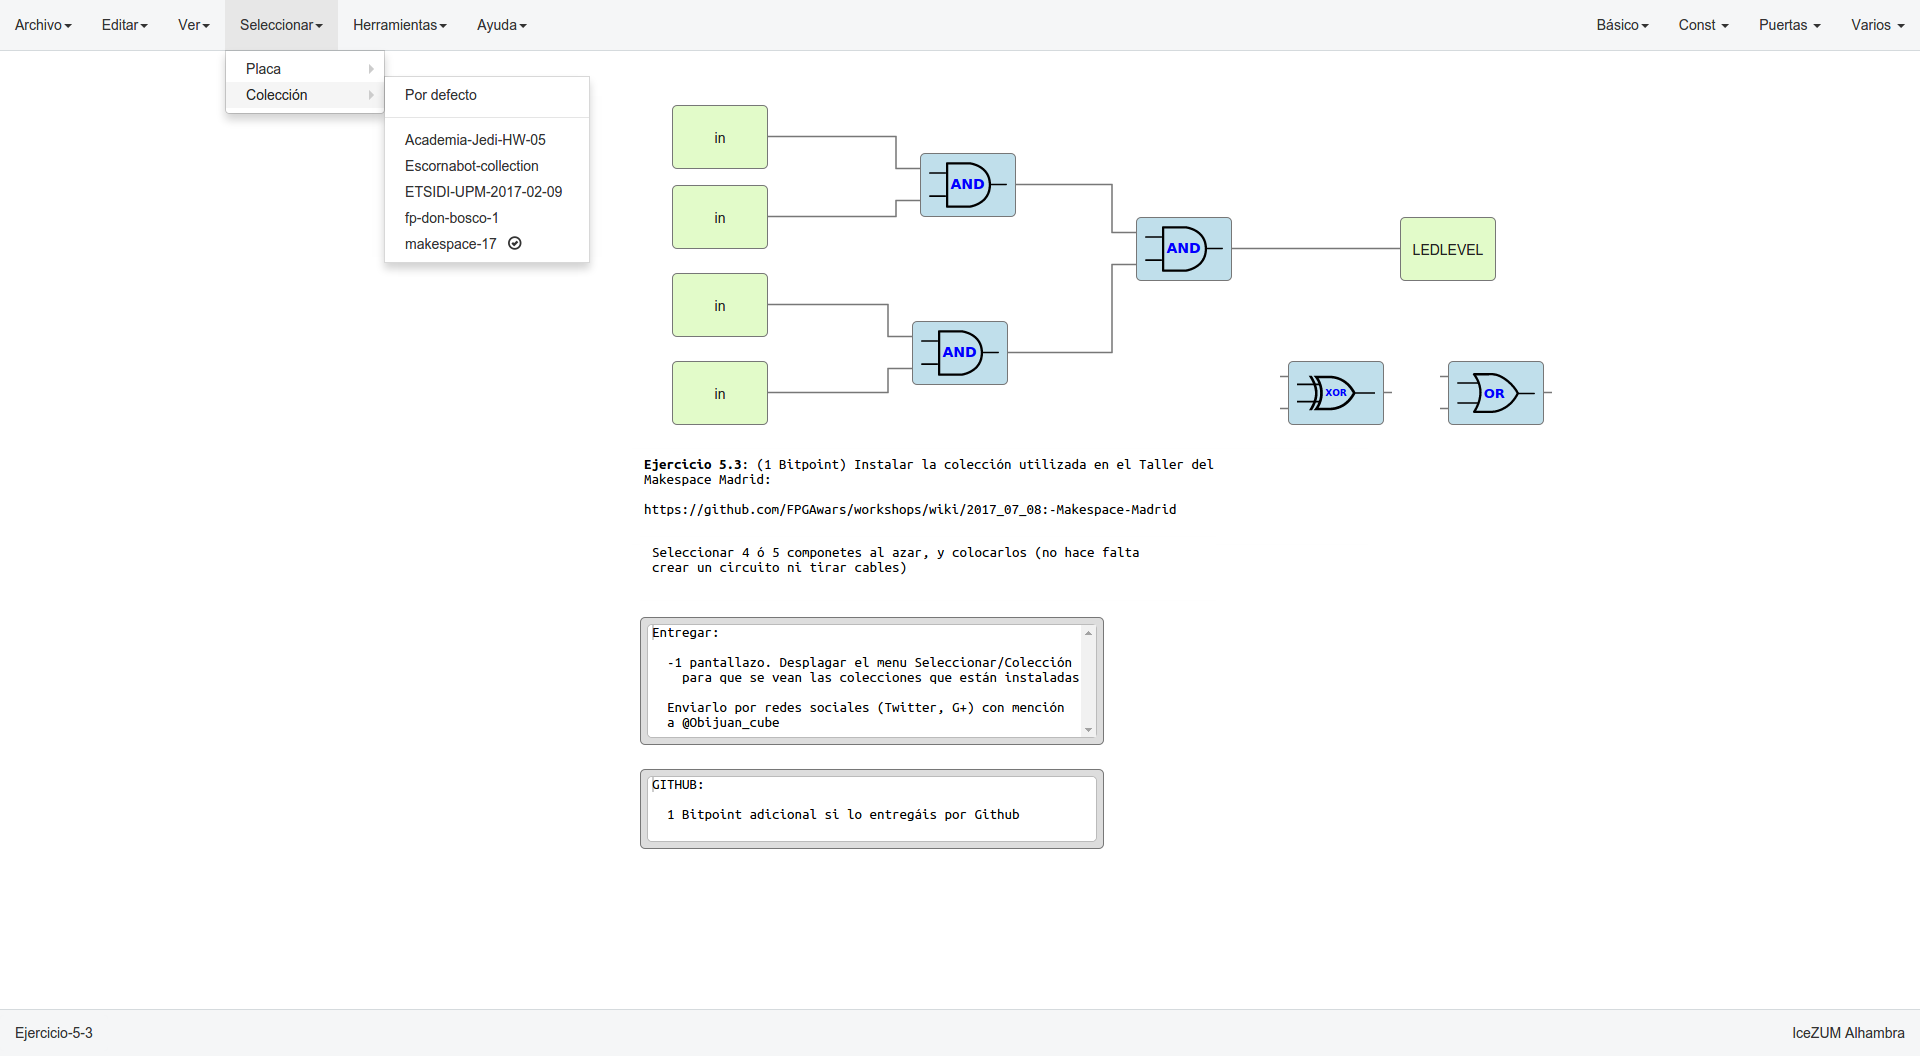 Archivo Editar Ver Seleccionar Herramientas Ayuda Básico Const Puertas Varios
Placa
Colección
Por defecto
Academia-Jedi-HW-05
Escornabot-collection
ETSIDI-UPM-2017-02-09
fp-don-bosco-1
makespace-17
in
in
in
in
AND
AND
AND
LEDLEVEL
XOR
OR
Ejercicio 5.3: (1 Bitpoint) Instalar la colección utilizada en el Taller del
Makespace Madrid:
https://github.com/FPGAwars/workshops/wiki/2017_07_08:-Makespace-Madrid
Seleccionar 4 ó 5 componetes al azar, y colocarlos (no hace falta
crear un circuito ni tirar cables)
Entregar:
-1 pantallazo. Desplagar el menu Seleccionar/Colección
para que se vean las colecciones que están instaladas
Enviarlo por redes sociales (Twitter, G+) con mención
a @Obijuan_cube
GITHUB:
1 Bitpoint adicional si lo entregáis por Github
Ejercicio-5-3
IceZUM Alhambra